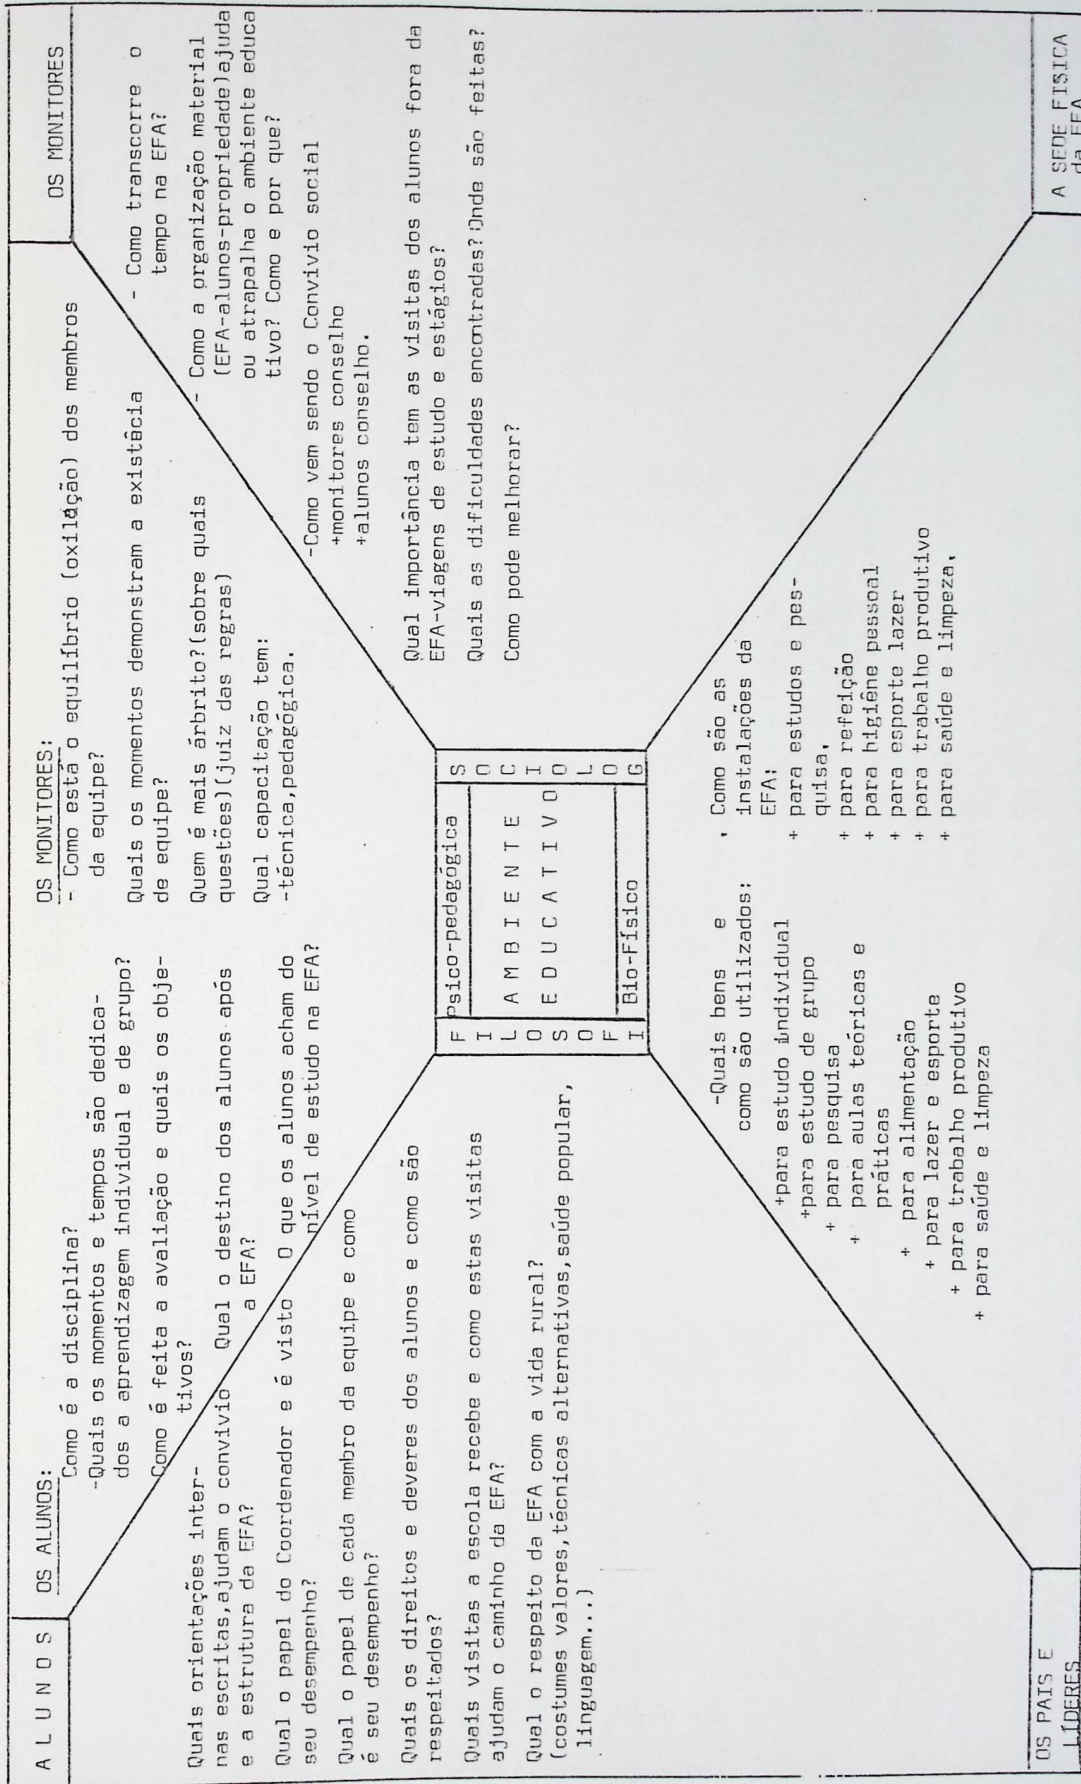 A L U N O S
OS ALUNOS:
Como é a disciplina?
-Quais os momentos e tempos são dedica-
dos a aprendizagem individual e de grupo?
Como é feita a avaliação e quais os obje-
tivos?
Qual o destino dos alunos após
a EFA?
O que os alunos acham do
nível de estudo na EFA?
OS MONITORES:
- Como está o equilíbrio (oxilação) dos membros
da equipe?
Quais os momentos demonstram a existêcia
de equipe?
Quem é mais árbrito?(sobre quais
questões)(juiz das regras)
Qual capacitação tem:
-técnica,pedagógica.
OS MONITORES
- Como transcorre o
tempo na EFA?
- Como a organização material
(EFA-alunos-propriedade)ajuda
ou atrapalha o ambiente educa
tivo? Como e por que?
-Como vem sendo o Convivio social
+monitores conselho
+alunos conselho.
Qual importância tem as visitas dos alunos fora da
EFA-viagens de estudo e estágios?
Quais as dificuldades encontradas?Onde são feitas?
Como pode melhorar?
Quais orientações inter-
nas escritas,ajudam o convivio
e a estrutura da EFA?
Qual o papel do Coordenador e é visto
seu desempenho?
Qual o papel de cada membro da equipe e como
é seu desempenho?
Quais os direitos e deveres dos alunos e como são
respeitados?
Quais visitas a escola recebe e como estas visitas
ajudam o caminho da EFA?
Qual o respeito da EFA com a vida rural?
(costumes valores,técnicas alternativas,saúde popular,
linguagem...)
F I L O S O F I
Psico-pedagógica
A M B I E N T E
E D U C A T I V O
Bio-Físico
S O C I O L O G
-Quais bens e
como são utilizados:
+para estudo individual
+para estudo de grupo
+ para pesquisa
+ para aulas teóricas e
práticas
+ para alimentação
+ para lazer e esporte
+ para trabalho produtivo
+ para saúde e limpeza
. Como são as
instalações da
EFA:
+ para estudos e pes-
quisa.
+ para refeição
+ para higiêne pessoal
+ para esporte lazer
+ para trabalho produtivo
+ para saúde e limpeza.
OS PAIS E
LÍDERES
A SEDE FISICA
da EFA